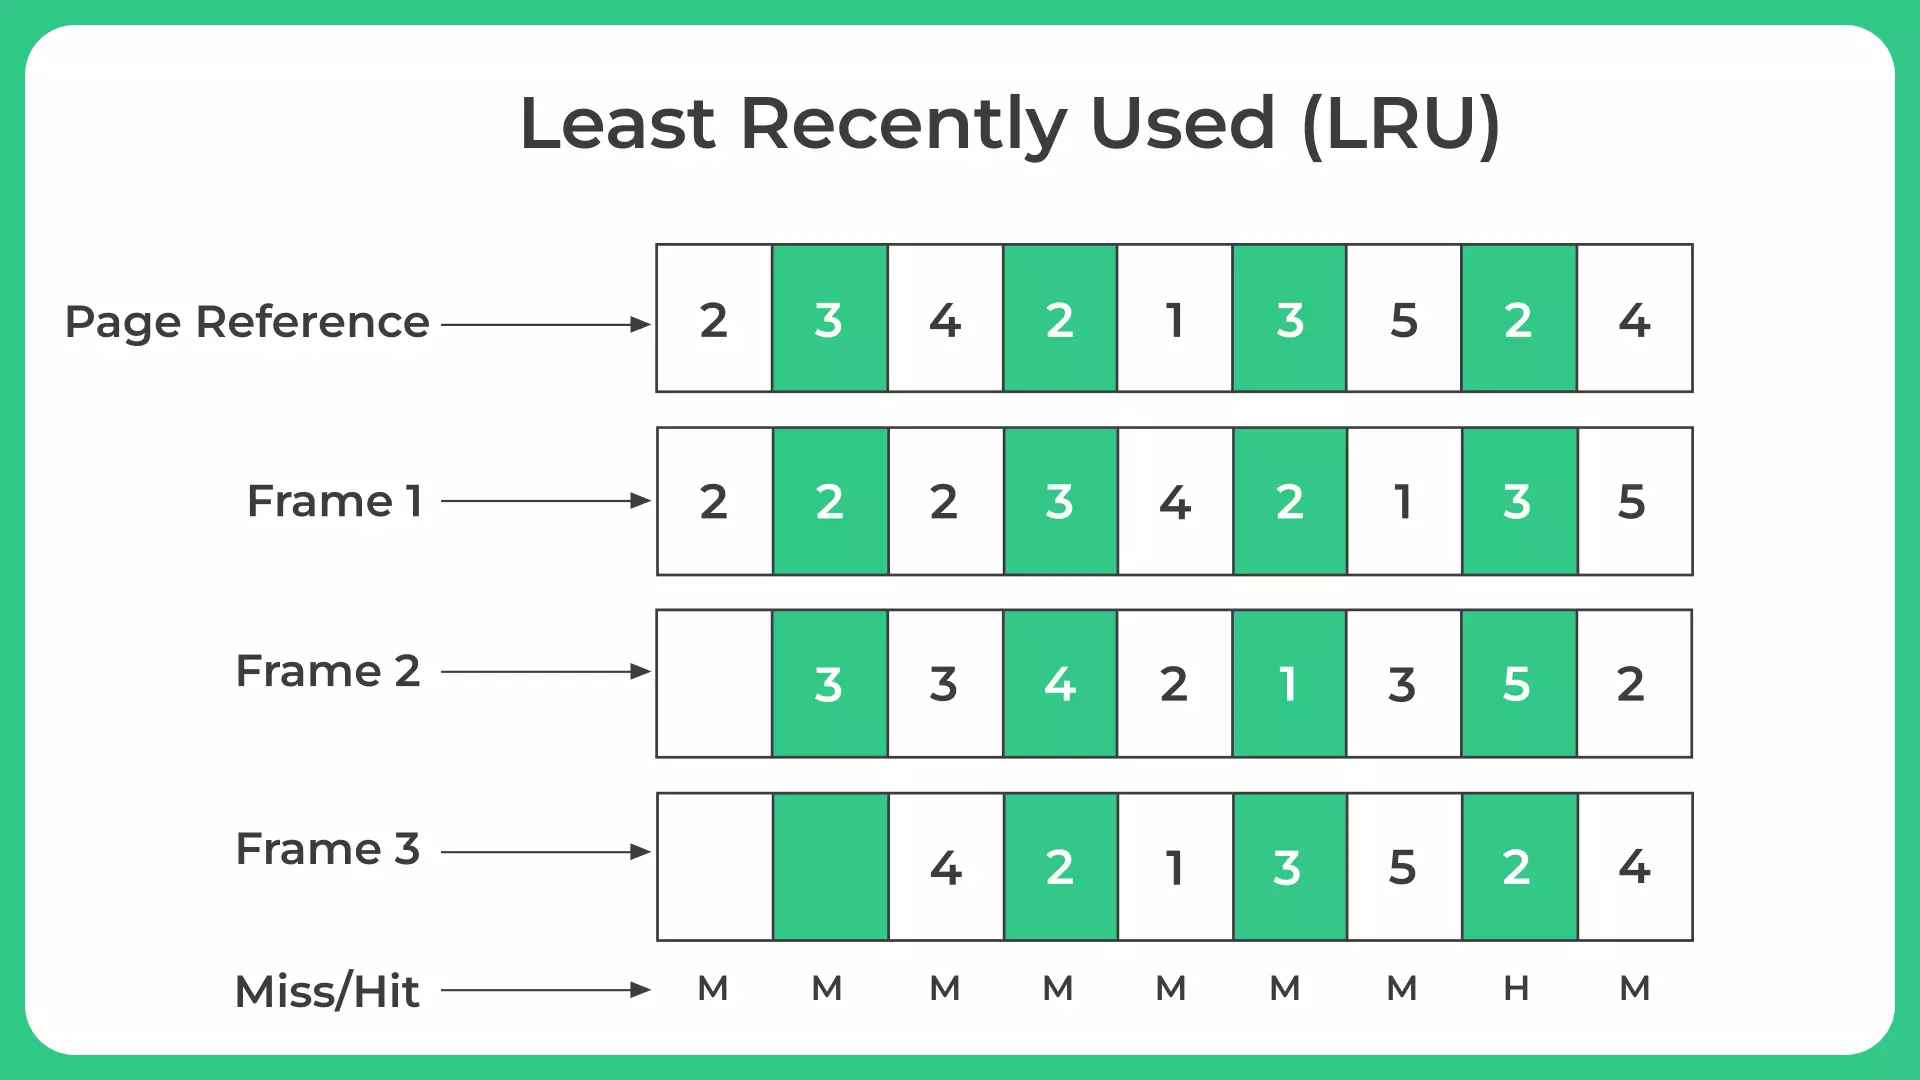 Least Recently Used (LRU)
Page Reference 2 3 4 2 1 3 5 2 4
Frame 1 2 2 2 3 4 2 1 3 5
Frame 2 3 3 4 2 1 3 5 2
Frame 3 4 2 1 3 5 2 4
Miss/Hit M M M M M M M H M